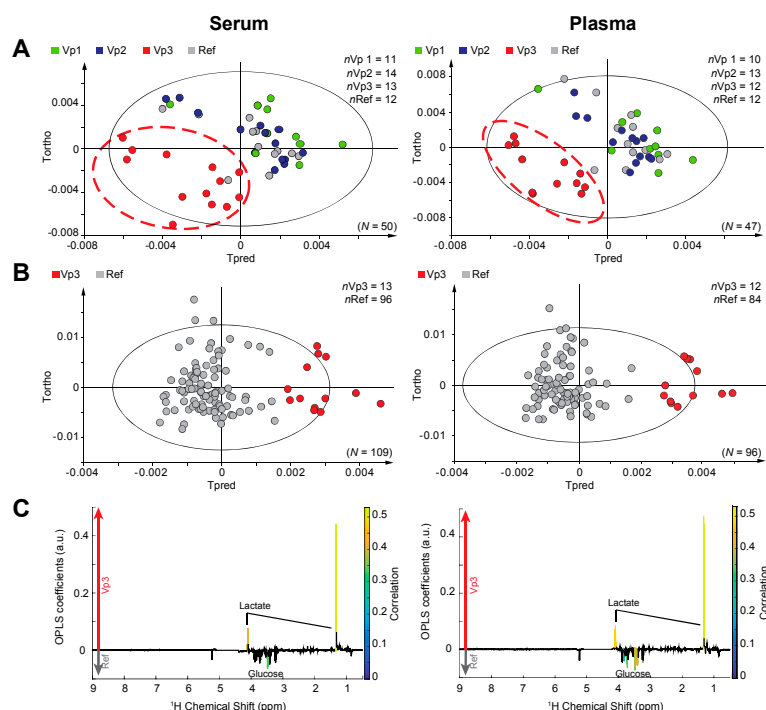 Serum
Plasma
A
Vp1 Vp2 Vp3 Ref
nVp 1 = 11
nVp2 = 14
nVp3 = 13
nRef = 12
0.004
0
-0.004
-0.008
Tortho
-0.008 -0.004 0 0.004
Tpred
(N = 50)
Vp1 Vp2 Vp3 Ref
nVp 1 = 10
nVp2 = 13
nVp3 = 12
nRef = 12
0.008
0.004
0
-0.004
-0.008
Tortho
-0.008 -0.004 0 0.004
Tpred
(N = 47)
B
Vp3 Ref
nVp3 = 13
nRef = 96
0.01
0
-0.01
Tortho
-0.004 -0.002 0 0.002 0.004
Tpred
(N = 109)
Vp3 Ref
nVp3 = 12
nRef = 84
0.01
0
-0.01
Tortho
-0.004 -0.002 0 0.002 0.004
Tpred
(N = 96)
C
OPLS coefficients (a.u.)
0.4
0.2
0
Vp3
Ref
Lactate
Glucose
9 8 7 6 5 4 3 2 1
1H Chemical Shift (ppm)
0.5
0.4
0.3
0.2
0.1
0
Correlation
OPLS coefficients (a.u.)
0.4
0.2
0
Vp3
Ref
Lactate
Glucose
9 8 7 6 5 4 3 2 1
1H Chemical Shift (ppm)
0.5
0.4
0.3
0.2
0.1
0
Correlation